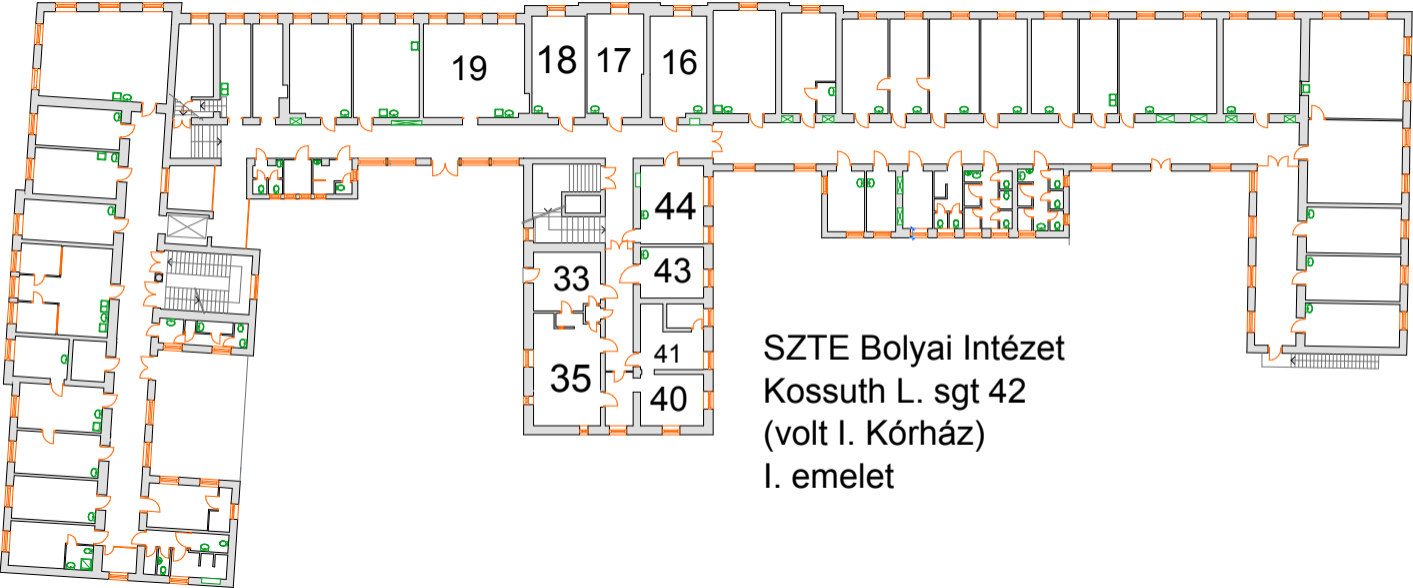 19
18
17
16
44
43
33
41
35
40
SZTE Bolyai Intézet
Kossuth L. sgt 42
(volt I. Kórház)
I. emelet